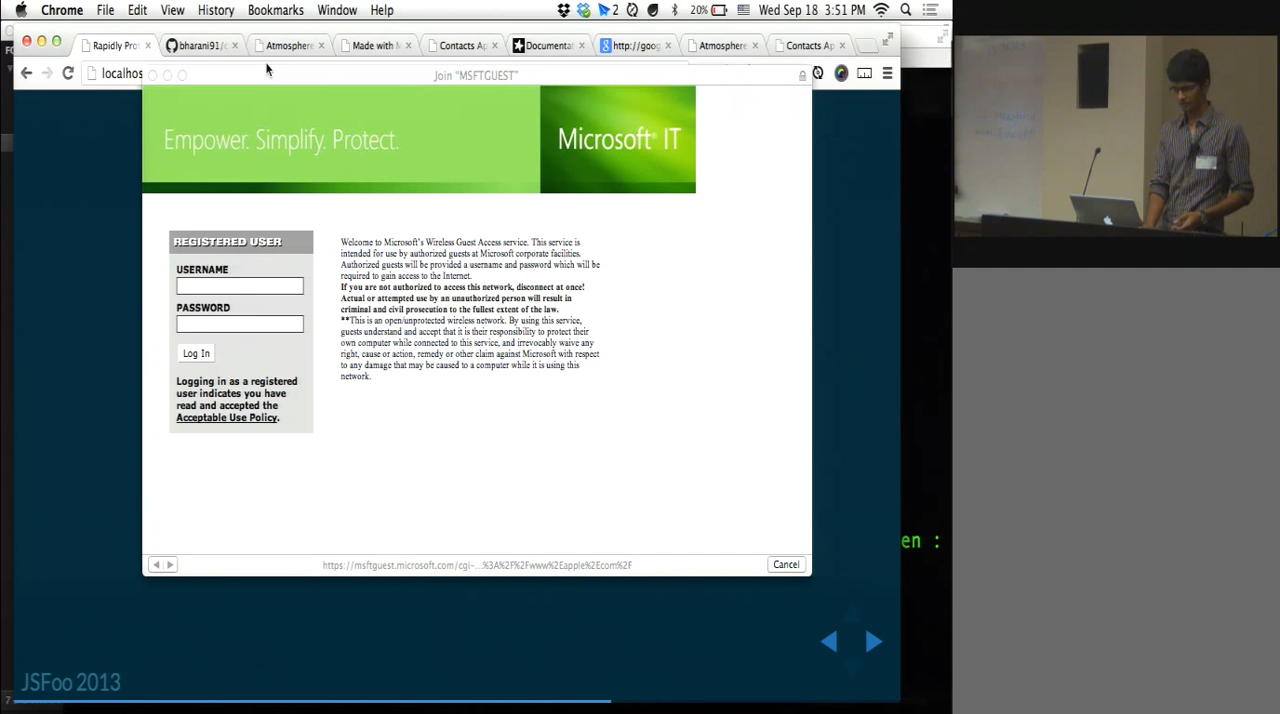 Chrome File Edit View History Bookmarks Window Help 2 20% Wed Sep 18 3:51 PM
Rapidly Pro bharani91/c Atmosphere Made with M Contacts Ap Documentat http://goog Atmosphere Contacts Ap
localhos
Join "MSFTGUEST"
Empower. Simplify. Protect.
Microsoft® IT
REGISTERED USER
USERNAME
PASSWORD
Log In
Logging in as a registered
user indicates you have
read and accepted the
Acceptable Use Policy.
Welcome to Microsoft's Wireless Guest Access service. This service is
intended for use by authorized guests at Microsoft corporate facilities.
Authorized guests will be provided a username and password which will be
required to gain access to the Internet.
If you are not authorized to access this network, disconnect at once!
Actual or attempted use by an unauthorized person will result in
criminal and civil prosecution to the fullest extent of the law.
**This is an open/unprotected wireless network. By using this service,
guests understand and accept that it is their responsibility to protect their
own computer while connected to this service, and irrevocably waive any
right, cause or action, remedy or other claim against Microsoft with respect
to any damage that may be caused to a computer while it is using this
network.
https://msftguest.microsoft.com/cgi-...%3A%2F%2Fwww%2Eapple%2Ecom%2F
Cancel
en :
JSFoo 2013